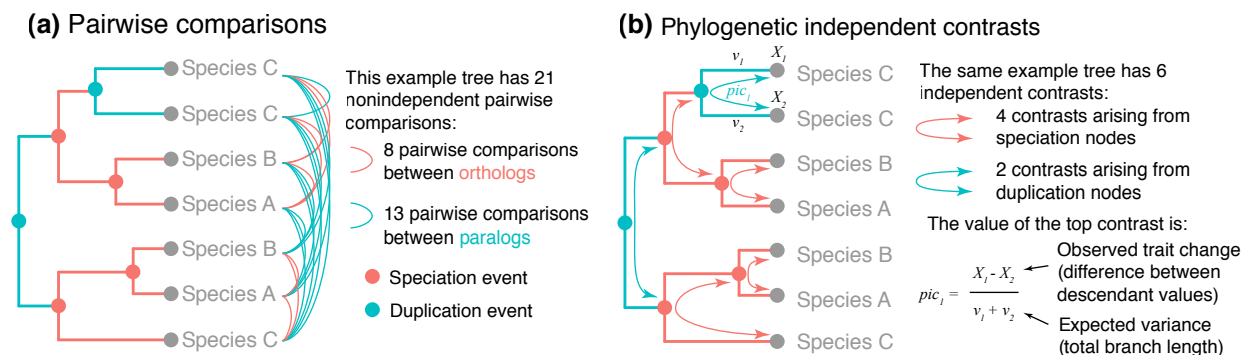 (a) Pairwise comparisons
Species C
Species C
Species B
Species A
Species B
Species A
Species C
This example tree has 21
nonindependent pairwise
comparisons:
8 pairwise comparisons
between orthologs
13 pairwise comparisons
between paralogs
Speciation event
Duplication event
(b) Phylogenetic independent contrasts
v1
X1
Species C
pic1
X2
v2
Species C
Species B
Species A
Species B
Species A
Species C
The same example tree has 6
independent contrasts:
4 contrasts arising from
speciation nodes
2 contrasts arising from
duplication nodes
The value of the top contrast is:
pic1 = X1 - X2
v1 + v2
Observed trait change
(difference between
descendant values)
Expected variance
(total branch length)